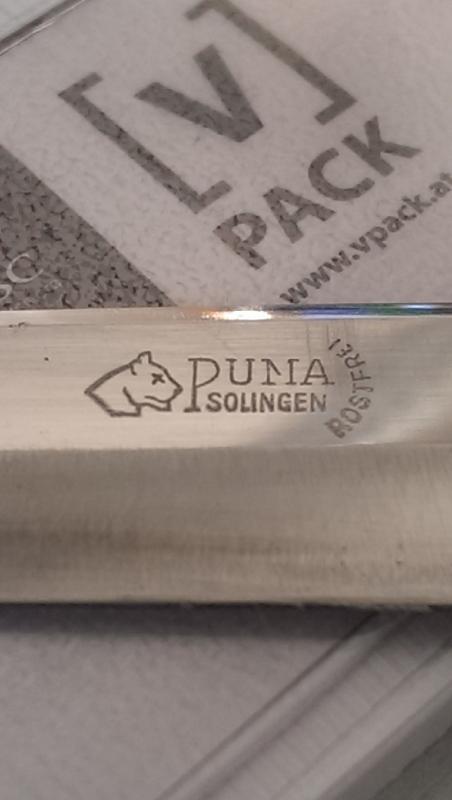 [V]
PACK
www.vpack.at
PUMA
SOLINGEN
ROSTFREI